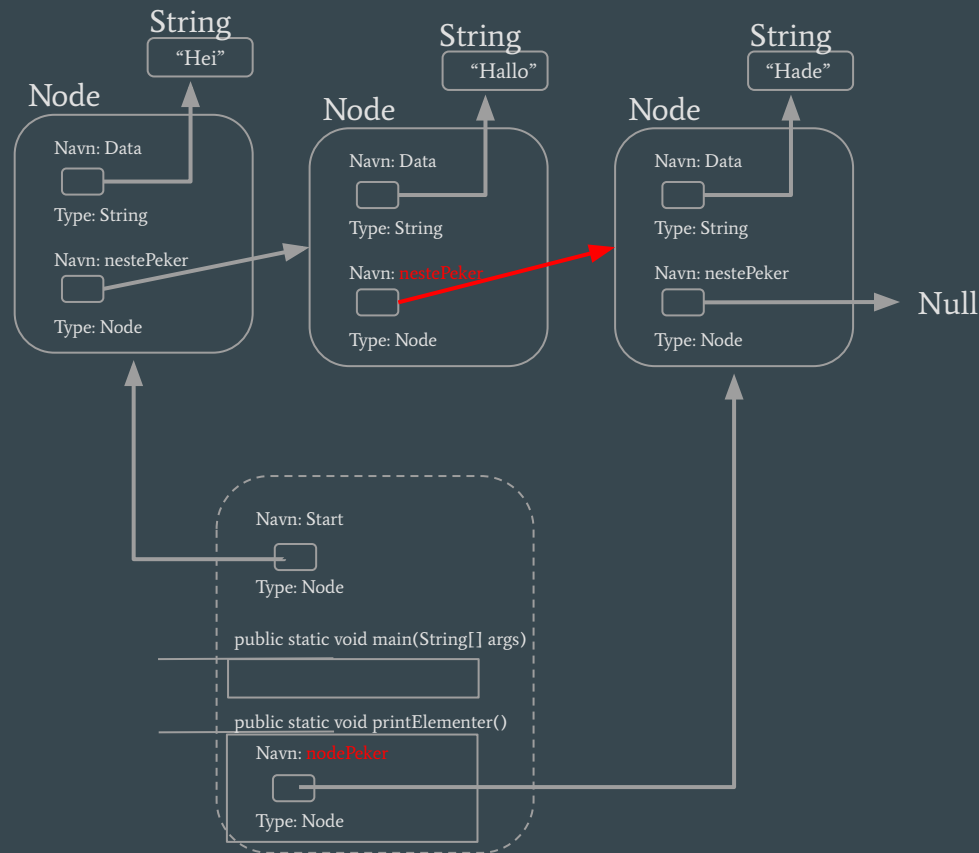 String
“Hei”
Node
Navn: Data
Type: String
Navn: nestePeker
Type: Node
String
“Hallo”
Node
Navn: Data
Type: String
Navn: nestePeker
Type: Node
String
“Hade”
Node
Navn: Data
Type: String
Navn: nestePeker
Type: Node
Null
Navn: Start
Type: Node
public static void main(String[] args)
public static void printElementer()
Navn: nodePeker
Type: Node